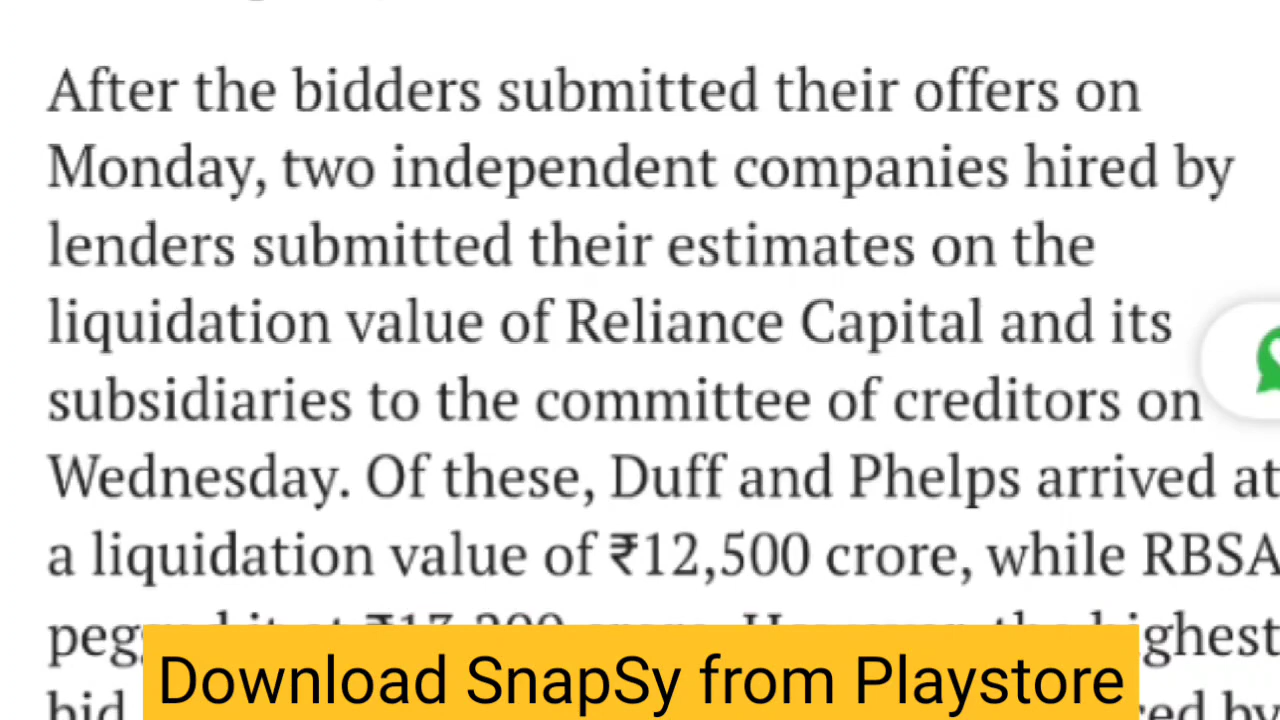 After the bidders submitted their offers on
Monday, two independent companies hired by
lenders submitted their estimates on the
liquidation value of Reliance Capital and its
subsidiaries to the committee of creditors on
Wednesday. Of these, Duff and Phelps arrived at
a liquidation value of ₹12,500 crore, while RBSA
bid
Download SnapSy from Playstore
by